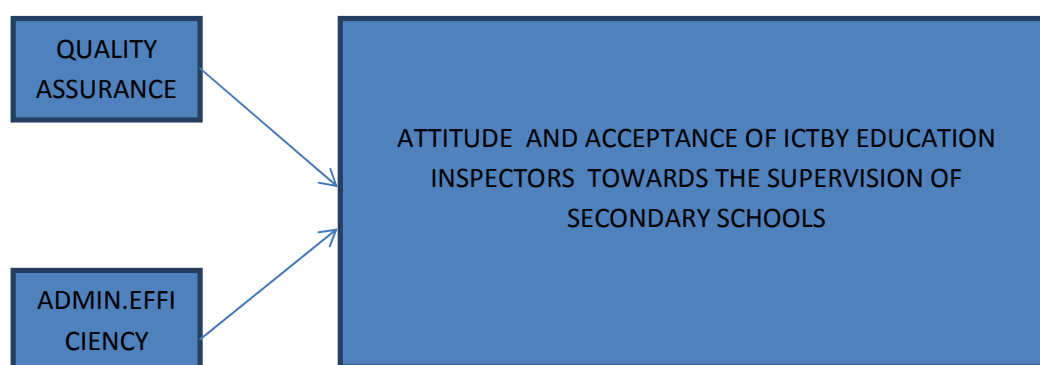 QUALITY
ASSURANCE
ATTITUDE AND ACCEPTANCE OF ICTBY EDUCATION
INSPECTORS TOWARDS THE SUPERVISION OF
SECONDARY SCHOOLS
ADMIN.EFFI
CIENCY